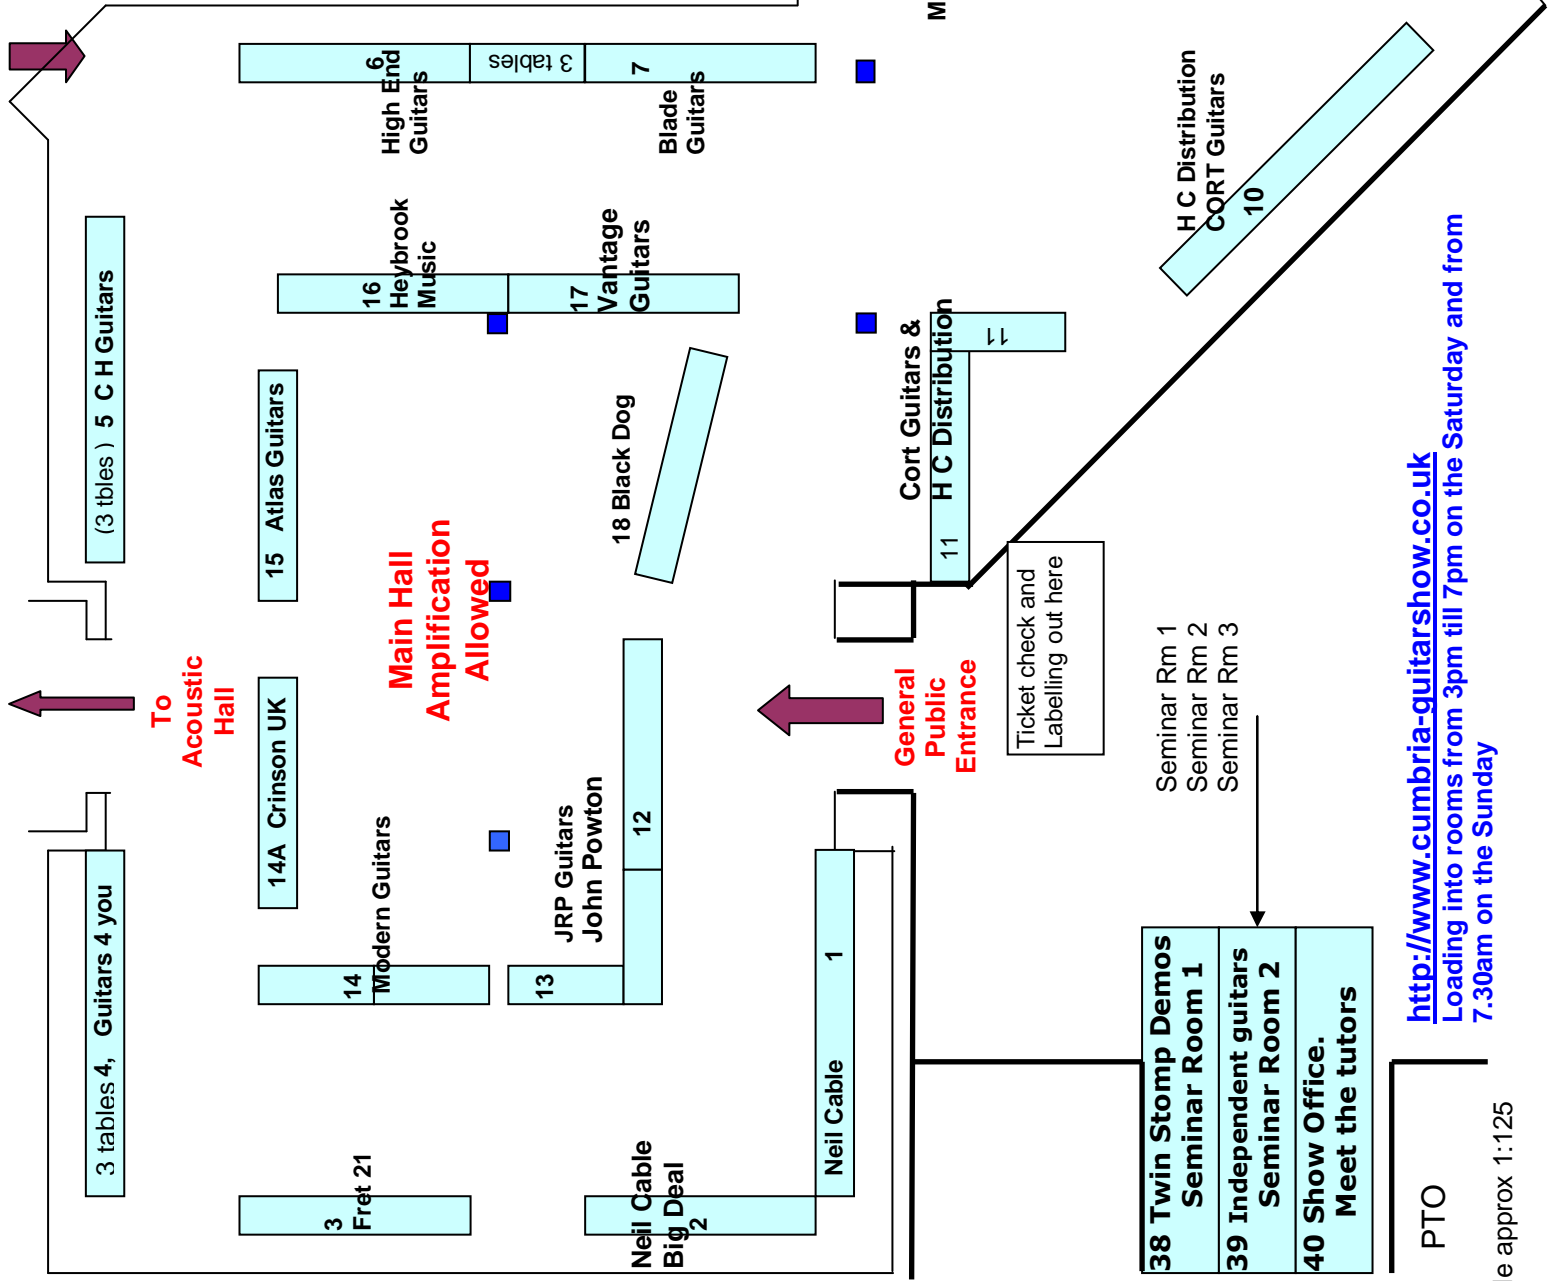 3 tables 4, Guitars 4 you
(3 tbles ) 5 C H Guitars
To
Acoustic
Hall
14A Crinson UK
15 Atlas Guitars
3
Fret 21
14
Modern Guitars
16
Heybrook
Music
6
High End
Guitars
3 tables
7
Blade
Guitars
Main Hall
Amplification
Allowed
13
JRP Guitars
John Powton
12
18 Black Dog
17
Vantage
Guitars
Neil Cable
Big Deal
2
Neil Cable 1
General
Public
Entrance
Cort Guitars &
H C Distribution
11
11
M
Ticket check and
Labelling out here
H C Distribution
CORT Guitars
10
Seminar Rm 1
Seminar Rm 2
Seminar Rm 3
38 Twin Stomp Demos
Seminar Room 1
39 Independent guitars
Seminar Room 2
40 Show Office.
Meet the tutors
http://www.cumbria-guitarshow.co.uk
Loading into rooms from 3pm till 7pm on the Saturday and from
7.30am on the Sunday
PTO
le approx 1:125